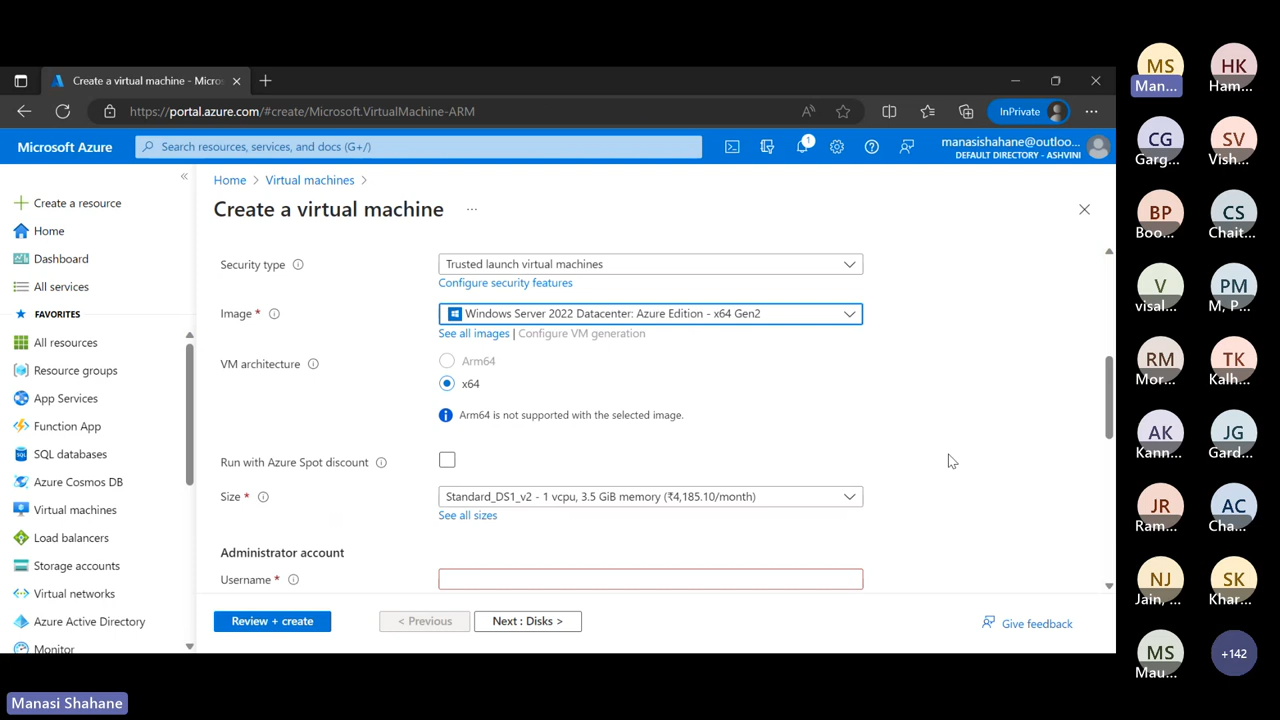 Create a virtual machine - Micros
https://portal.azure.com/#create/Microsoft.VirtualMachine-ARM
InPrivate
Microsoft Azure
Search resources, services, and docs (G+/)
1
manasishahane@outloo...
DEFAULT DIRECTORY - ASHVINI
Create a resource
Home
Dashboard
All services
FAVORITES
All resources
Resource groups
App Services
Function App
SQL databases
Azure Cosmos DB
Virtual machines
Load balancers
Storage accounts
Virtual networks
Azure Active Directory
Monitor
Home > Virtual machines >
Create a virtual machine ...
Security type
Trusted launch virtual machines
Configure security features
Image *
Windows Server 2022 Datacenter: Azure Edition - x64 Gen2
See all images | Configure VM generation
VM architecture
Arm64
x64
Arm64 is not supported with the selected image.
Run with Azure Spot discount
Size *
Standard_DS1_v2 - 1 vcpu, 3.5 GiB memory (₹4,185.10/month)
See all sizes
Administrator account
Username *
Review + create
< Previous
Next : Disks >
Give feedback
MS
Man...
HK
Ham...
CG
Garg...
SV
Vish...
BP
Boo...
CS
Chait...
V
visal...
PM
M, P...
RM
Mor...
TK
Kalh...
AK
Kann...
JG
Gard...
JR
Ram...
AC
Cha...
NJ
Jain, ...
SK
Khar...
MS
Mau...
+142
Manasi Shahane